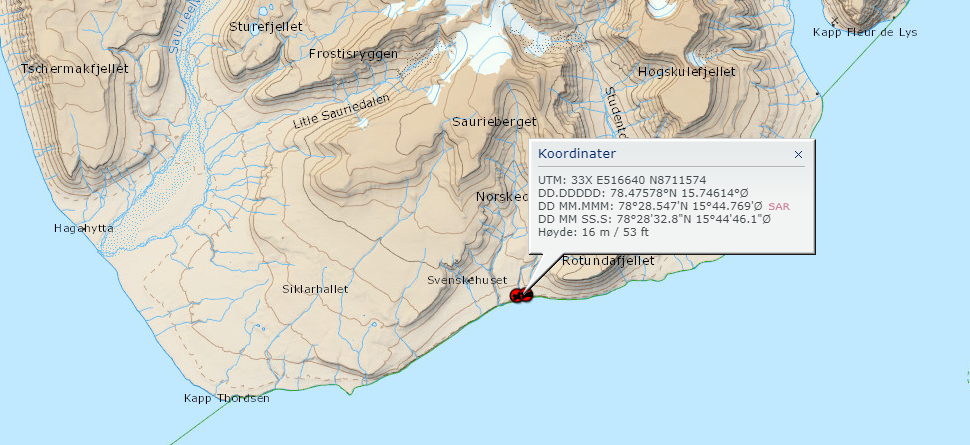 Saurieelva
Sturefjellet
Kapp Fleur de Lys
Frostisryggen
Tschermakfjellet
Høgskulefjellet
Litle Sauriedalen
Saurieberget
Koordinater
UTM: 33X E516640 N8711574
DD.DDDDD: 78.47578°N 15.74614°Ø
DD MM.MMM: 78°28.547'N 15°44.769'Ø SAR
DD MM SS.S: 78°28'32.8"N 15°44'46.1"Ø
Høyde: 16 m / 53 ft
Hagahytta
Rotundafjellet
Svenskehuset
Siklarhallet
Kapp Thordsen